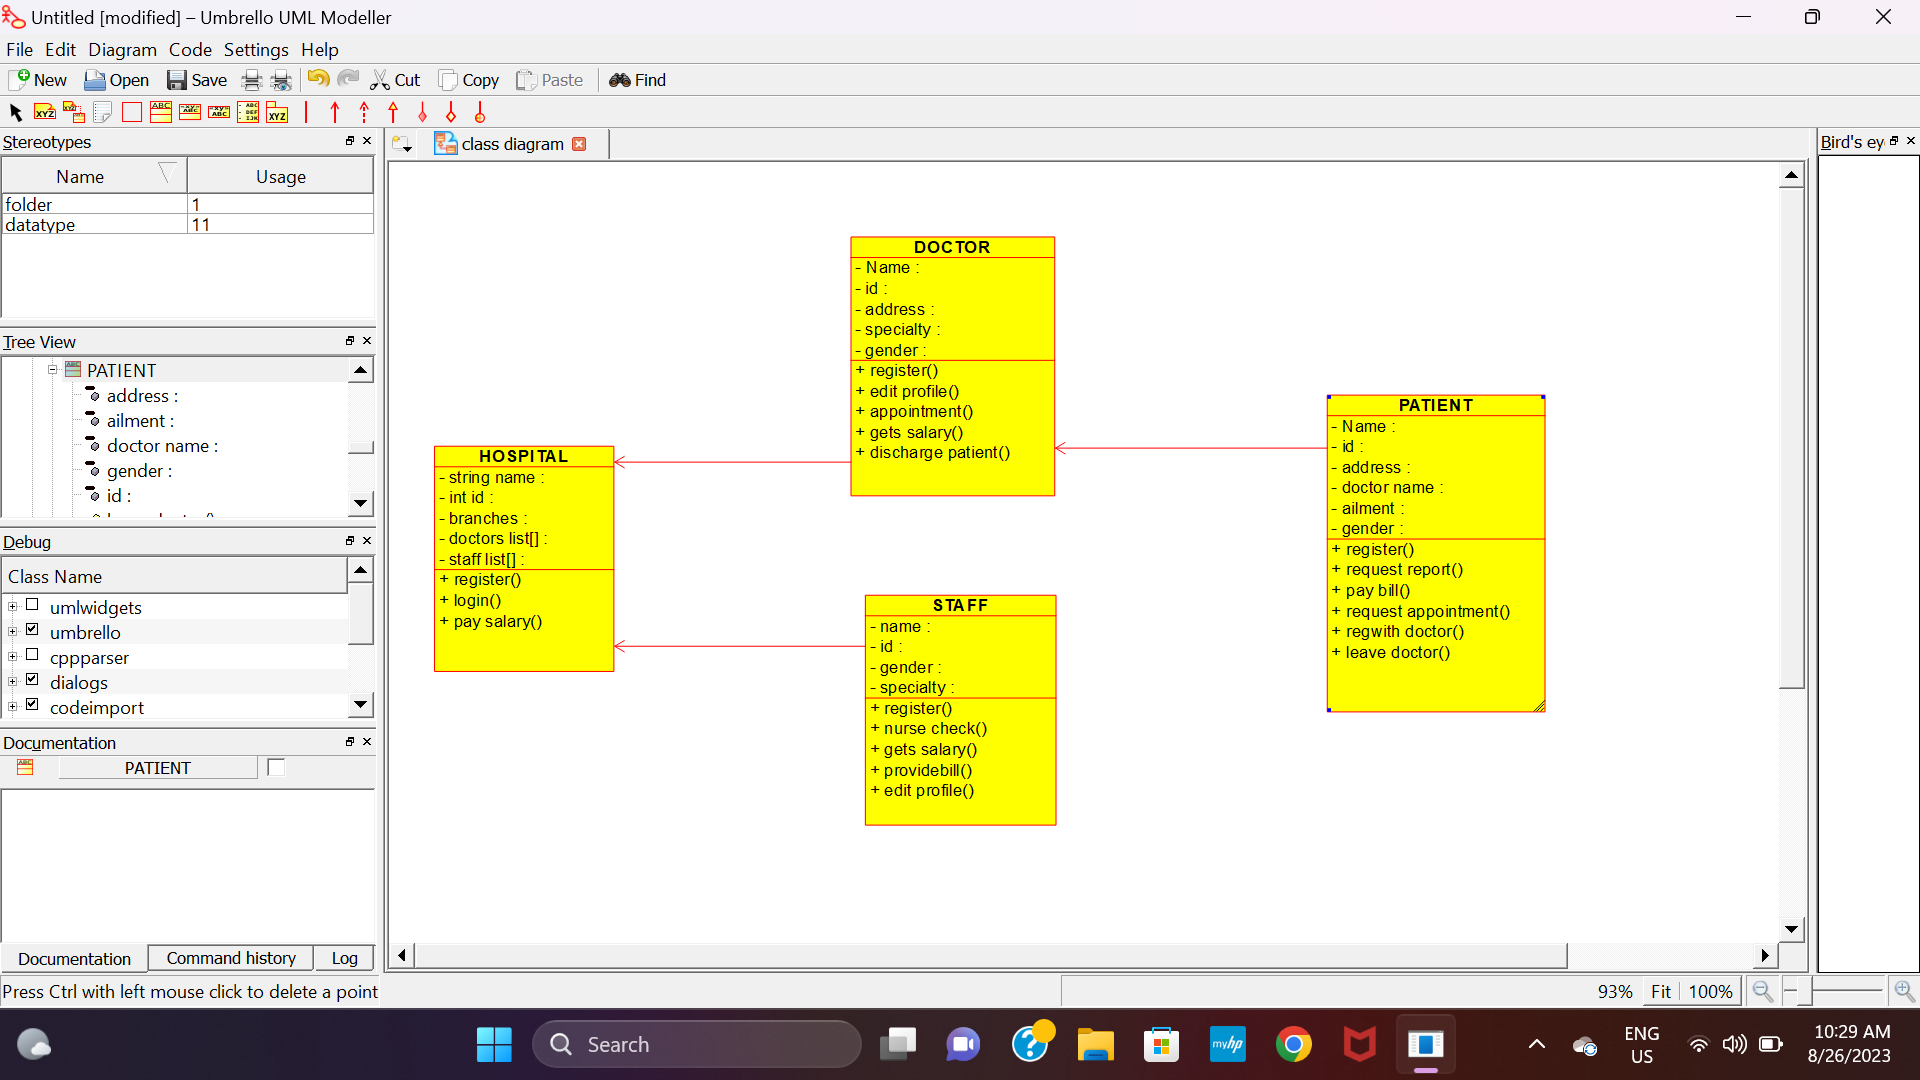 Untitled [modified] – Umbrello UML Modeller
File Edit Diagram Code Settings Help
New Open Save Cut Copy Paste Find
Stereotypes
Name Usage
folder 1
datatype 11
Tree View
PATIENT
address :
ailment :
doctor name :
gender :
id :
Debug
Class Name
umlwidgets
umbrello
cppparser
dialogs
codeimport
Documentation
PATIENT
Documentation Command history Log
Press Ctrl with left mouse click to delete a point
class diagram
HOSPITAL
- string name :
- int id :
- branches :
- doctors list[] :
- staff list[] :
+ register()
+ login()
+ pay salary()
DOCTOR
- Name :
- id :
- address :
- specialty :
- gender :
+ register()
+ edit profile()
+ appointment()
+ gets salary()
+ discharge patient()
STAFF
- name :
- id :
- gender :
- specialty :
+ register()
+ nurse check()
+ gets salary()
+ providebill()
+ edit profile()
PATIENT
- Name :
- id :
- address :
- doctor name :
- ailment :
- gender :
+ register()
+ request report()
+ pay bill()
+ request appointment()
+ regwith doctor()
+ leave doctor()
Bird's ey
93% Fit 100%
Search
myhp
ENG
US
10:29 AM
8/26/2023